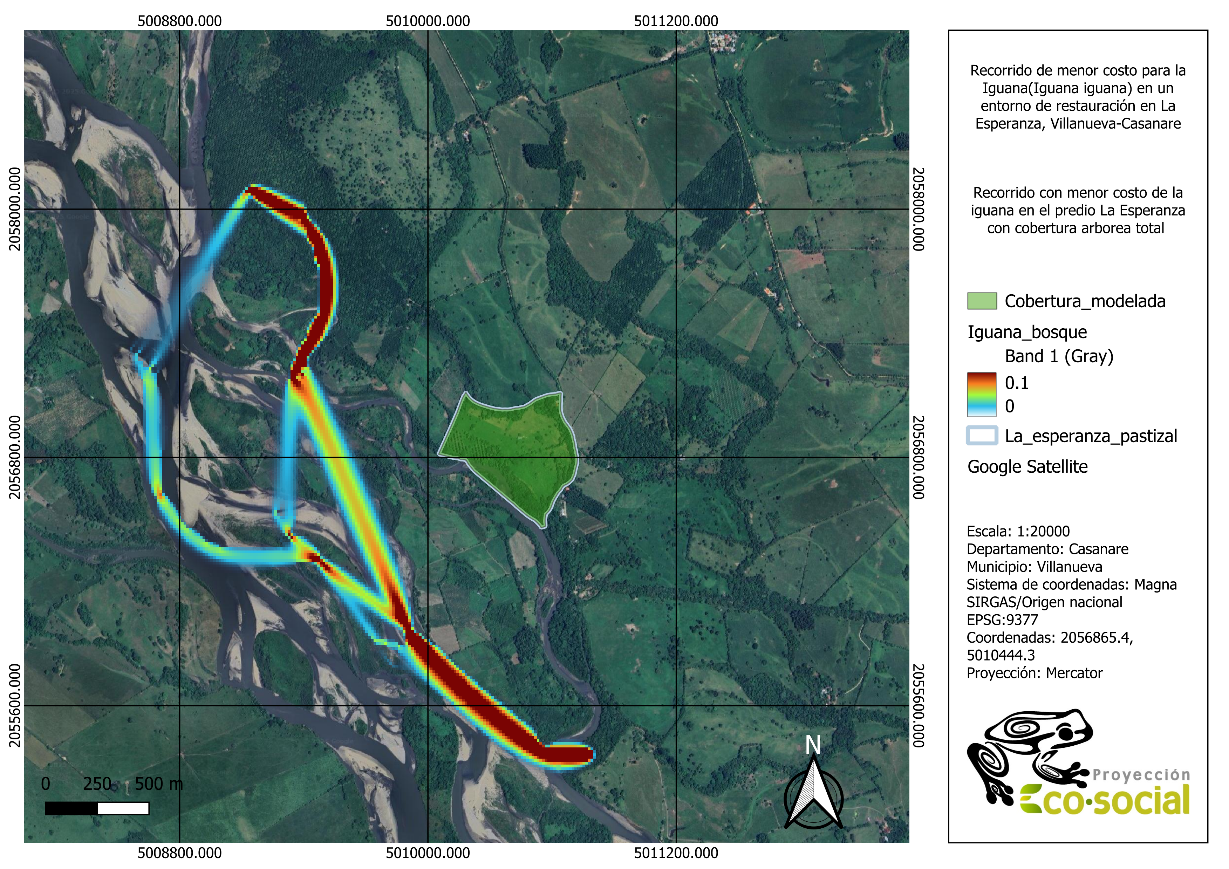 5008800.000 5010000.000 5011200.000
2058000.000
2056800.000
2055600.000
2058000.000
2056800.000
2055600.000
0 250 500 m
N
5008800.000 5010000.000 5011200.000
Recorrido de menor costo para la
Iguana(Iguana iguana) en un
entorno de restauración en La
Esperanza, Villanueva-Casanare
Recorrido con menor costo de la
iguana en el predio La Esperanza
con cobertura arborea total
Cobertura_modelada
Iguana_bosque
Band 1 (Gray)
0.1
0
La_esperanza_pastizal
Google Satellite
Escala: 1:20000
Departamento: Casanare
Municipio: Villanueva
Sistema de coordenadas: Magna
SIRGAS/Origen nacional
EPSG:9377
Coordenadas: 2056865.4,
5010444.3
Proyección: Mercator
Proyección
Eco·social